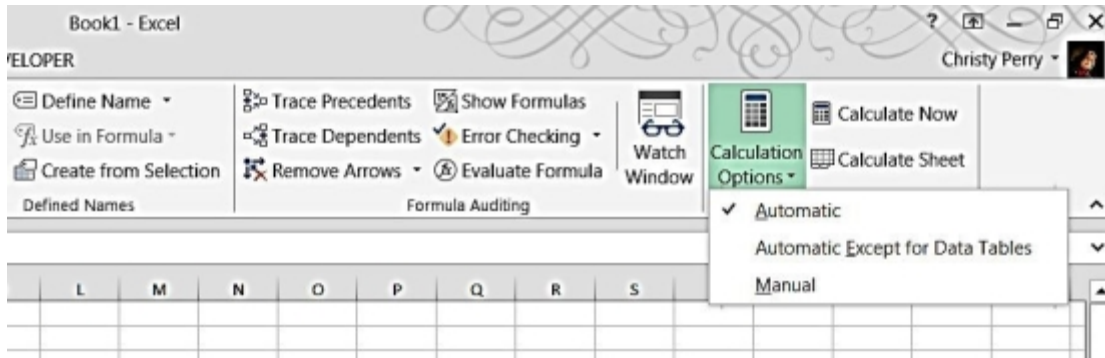 Book1 - Excel
?
VELOPER
Christy Perry
Define Name
Use in Formula
Create from Selection
Defined Names
Trace Precedents
Trace Dependents
Remove Arrows
Show Formulas
Error Checking
Evaluate Formula
Formula Auditing
Watch
Window
Calculation
Options
Calculate Now
Calculate Sheet
Automatic
Automatic Except for Data Tables
Manual
L M N O P Q R S